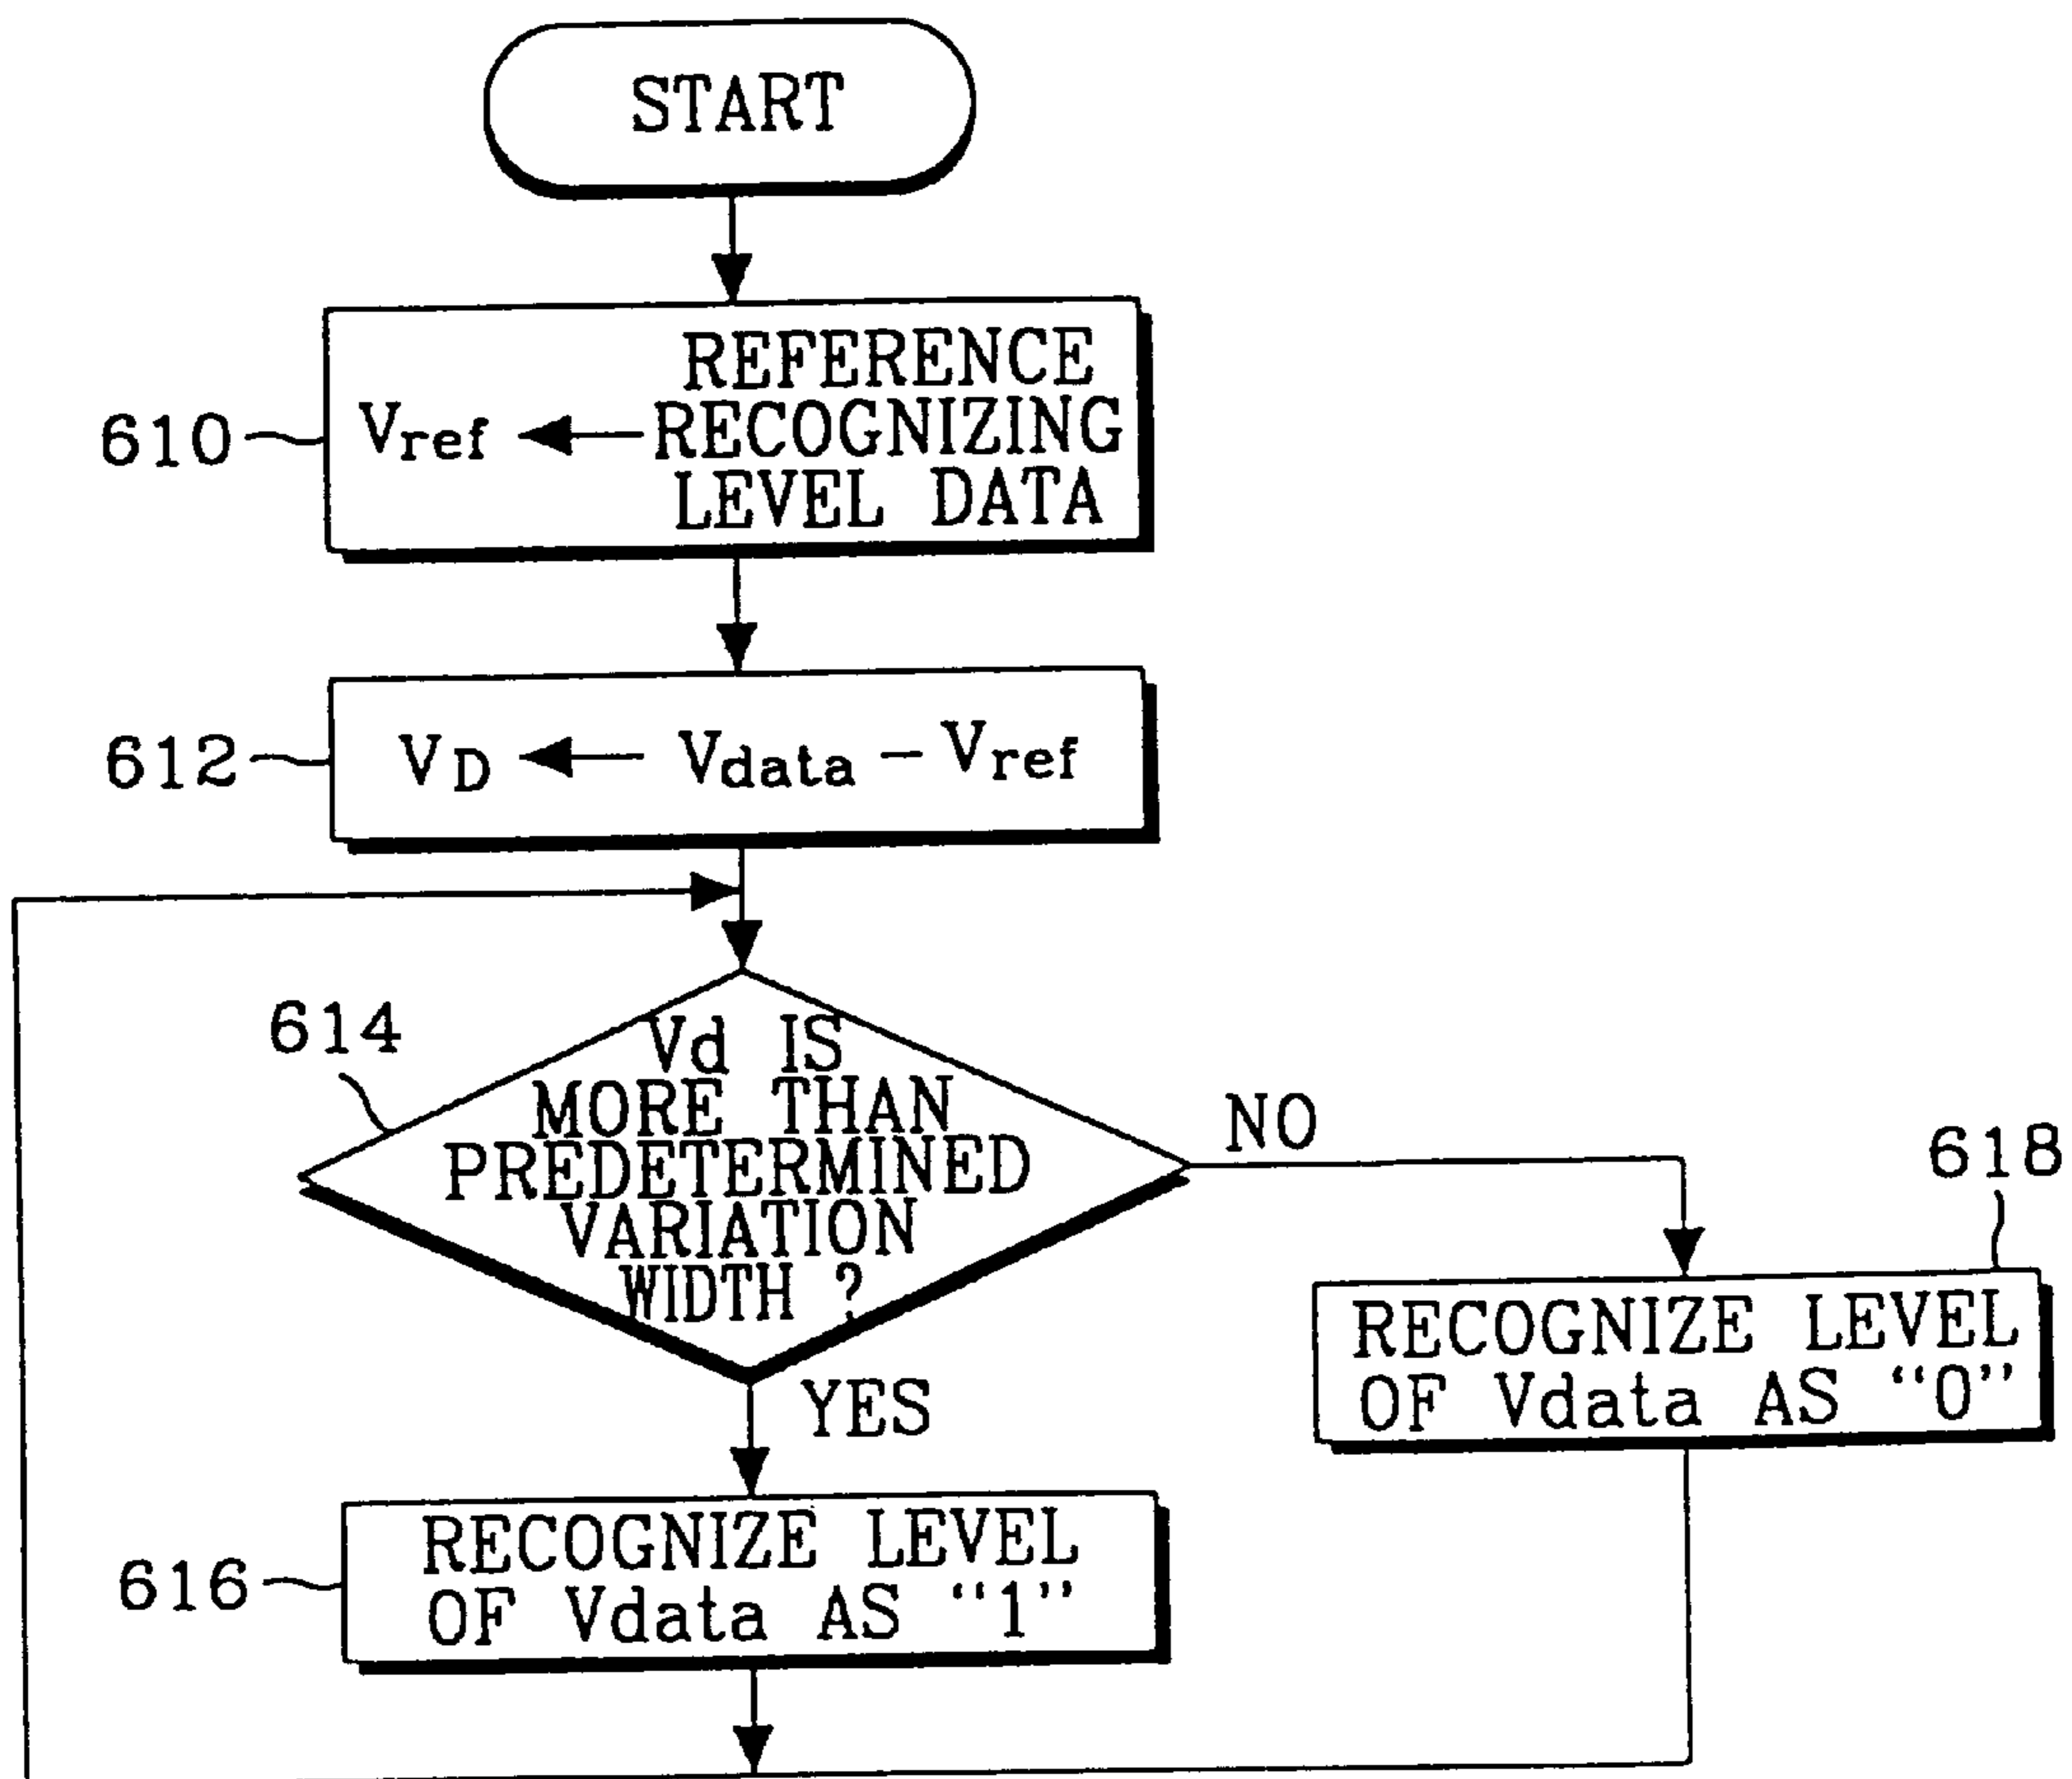 START
REFERENCE
610 Vref ← RECOGNIZING
LEVEL DATA
612 VD ← Vdata - Vref
614
Vd IS
MORE THAN
PREDETERMINED
VARIATION
WIDTH ?
NO
618
RECOGNIZE LEVEL
OF Vdata AS “0”
YES
616
RECOGNIZE LEVEL
OF Vdata AS “1”